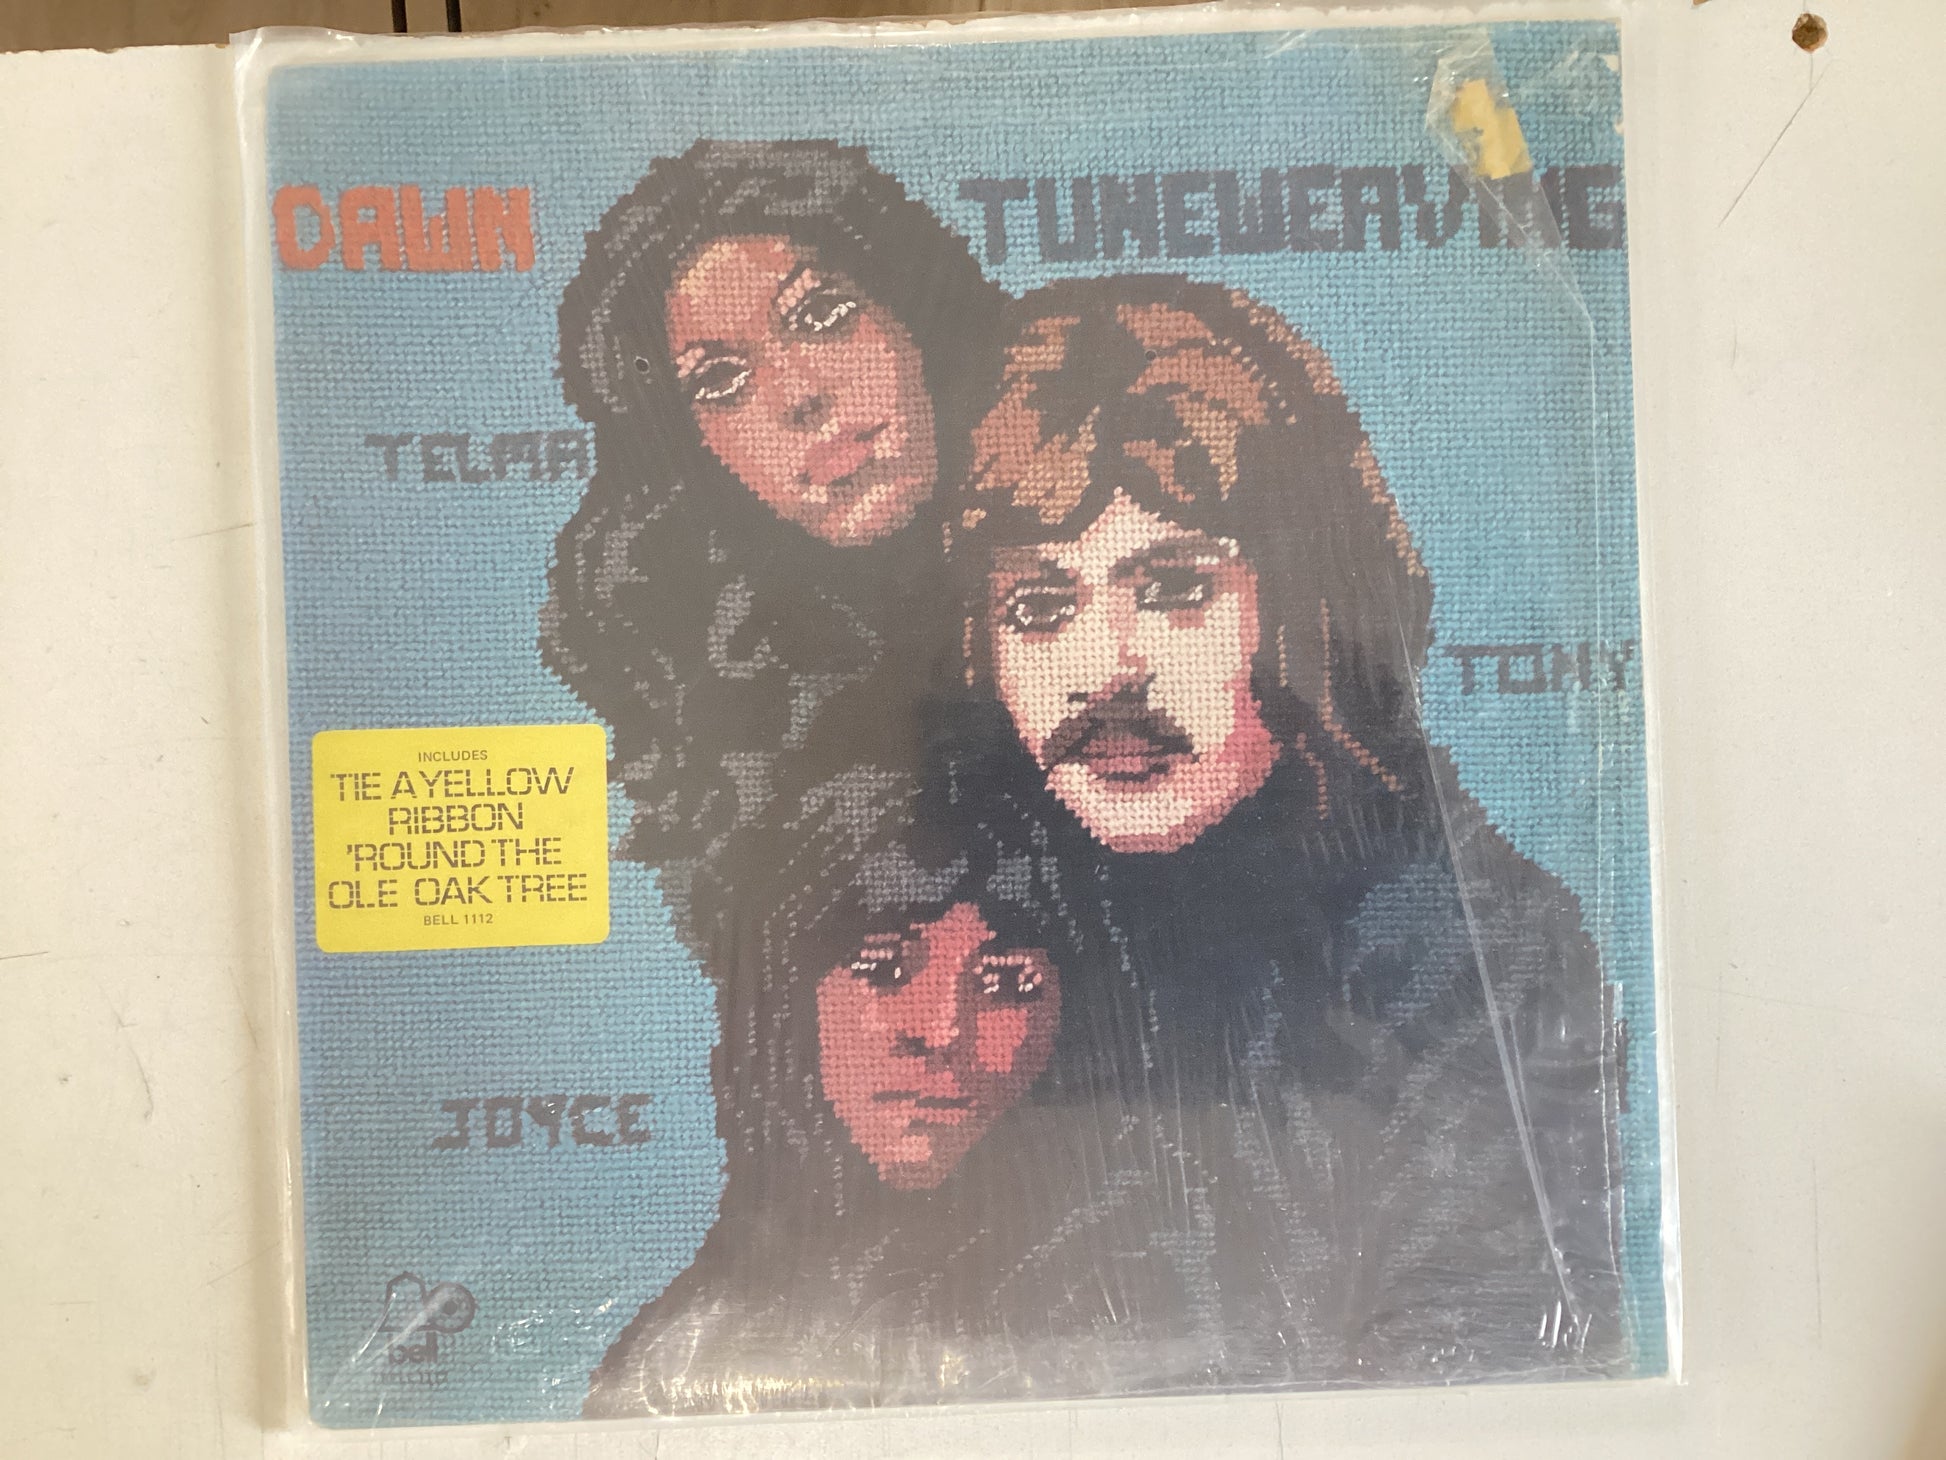 DAWN
TUNEWEAVING
TELMA
TONY
INCLUDES
TIE A YELLOW
RIBBON
'ROUND THE
OLE OAK TREE
BELL 1112
JOYCE
bell